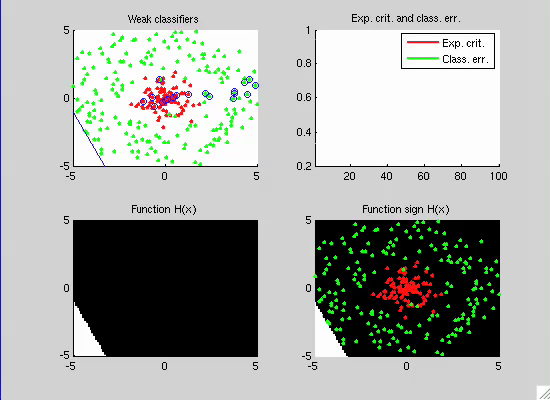 Weak classifiers
5
0
-5
-5 0 5
Exp. crit. and class. err.
1
0.8
0.6
0.4
0.2
20 40 60 80 100
Exp. crit.
Class. err.
Function H(x)
5
0
-5
-5 0 5
Function sign H(x)
5
0
-5
-5 0 5